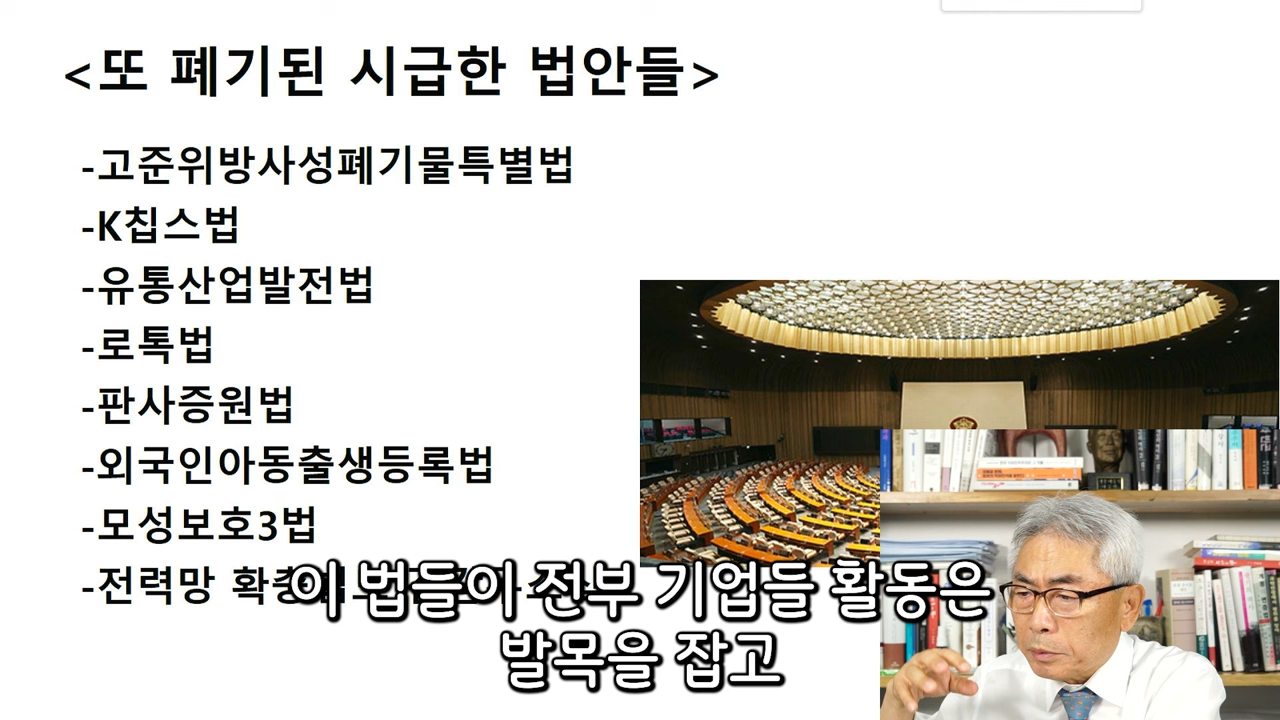 <또 폐기된 시급한 법안들>
-고준위방사성폐기물특별법
-K칩스법
-유통산업발전법
-로톡법
-판사증원법
-외국인아동출생등록법
-모성보호3법
-전력망
이 법들이 전부 기업들 활동은
발목을 잡고